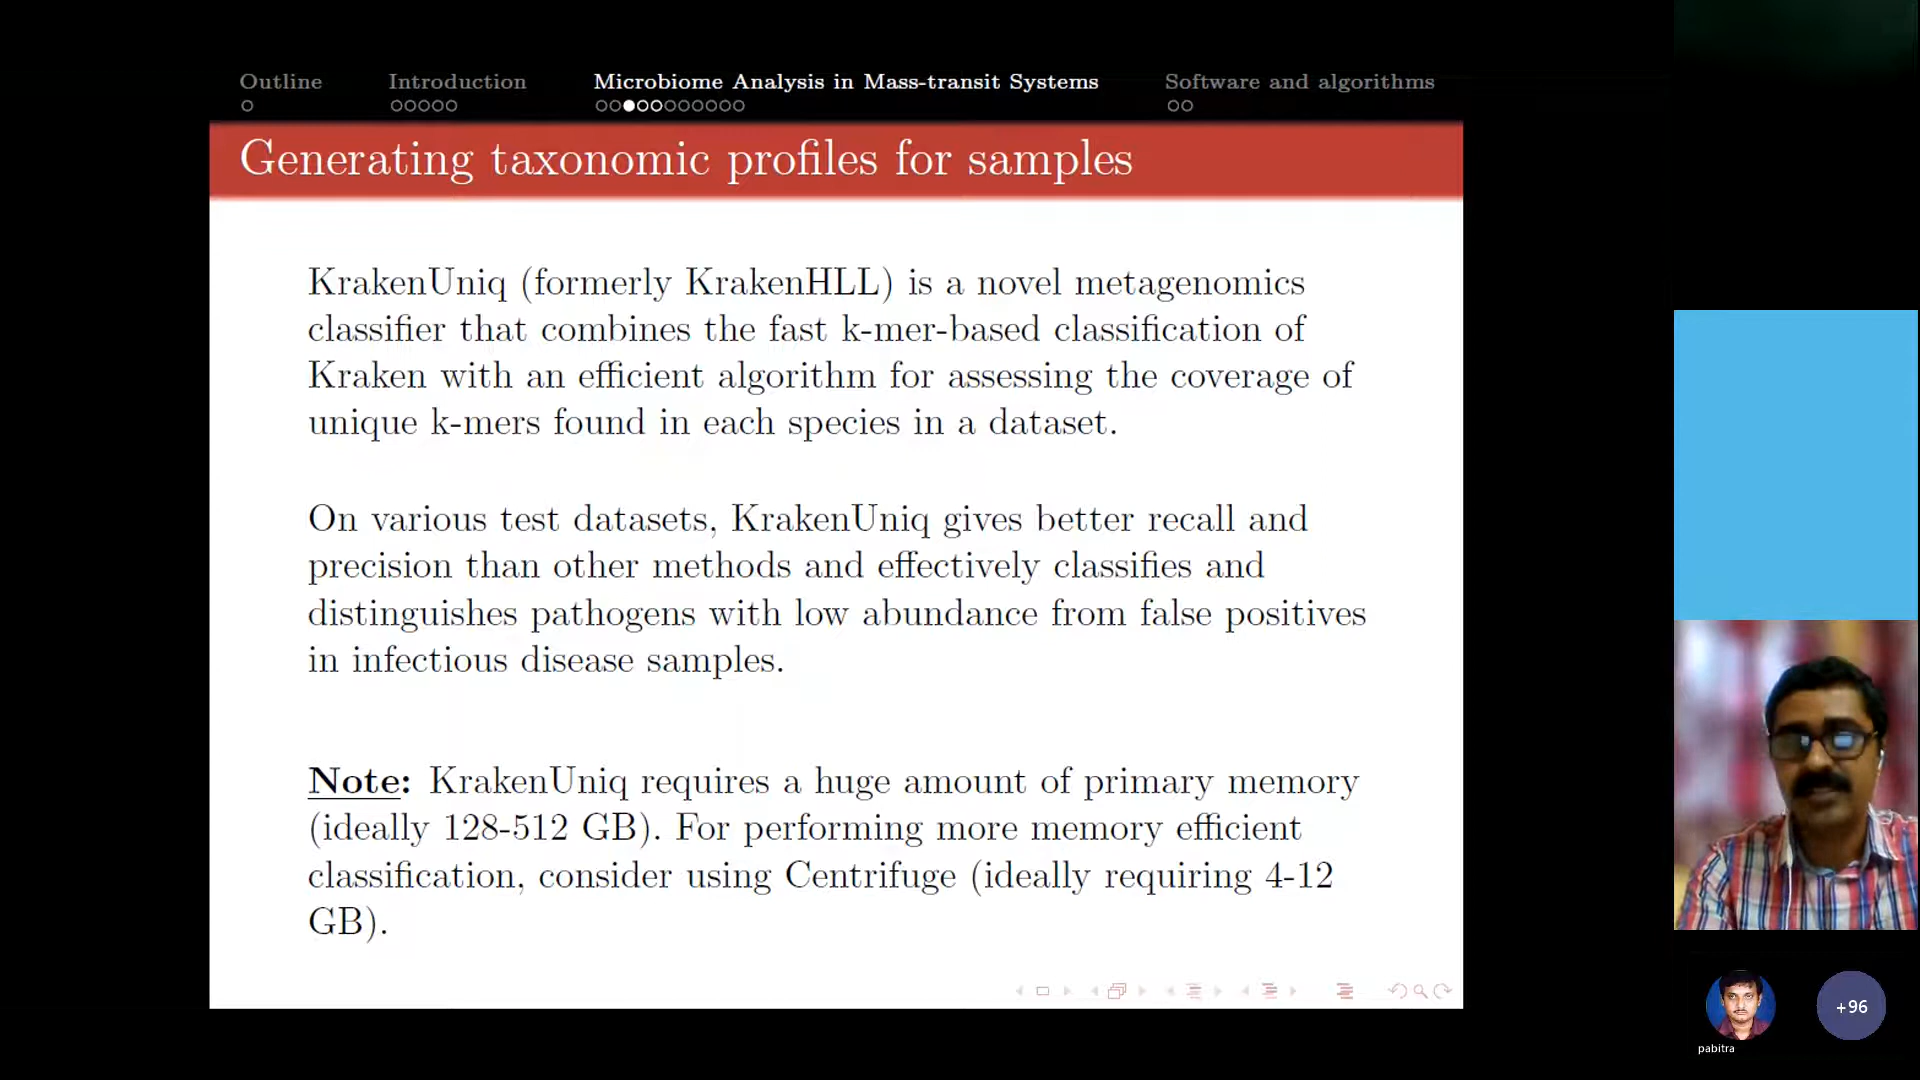 Outline
Introduction
Microbiome Analysis in Mass-transit Systems
Software and algorithms
Generating taxonomic profiles for samples
KrakenUniq (formerly KrakenHLL) is a novel metagenomics
classifier that combines the fast k-mer-based classification of
Kraken with an efficient algorithm for assessing the coverage of
unique k-mers found in each species in a dataset.
On various test datasets, KrakenUniq gives better recall and
precision than other methods and effectively classifies and
distinguishes pathogens with low abundance from false positives
in infectious disease samples.
Note: KrakenUniq requires a huge amount of primary memory
(ideally 128-512 GB). For performing more memory efficient
classification, consider using Centrifuge (ideally requiring 4-12
GB).
+96
pabitra